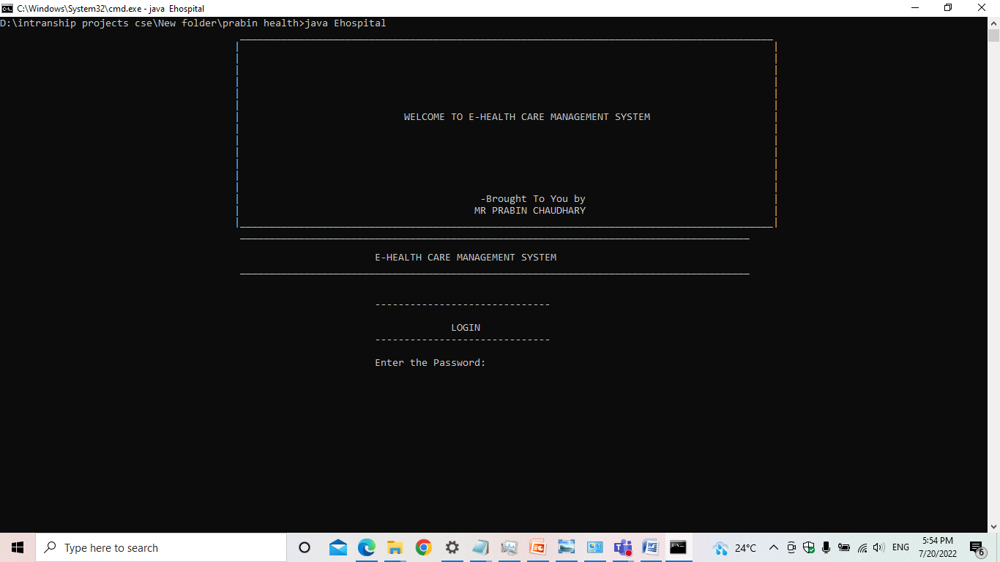 C:\Windows\System32\cmd.exe - java  Ehospital
D:\intranship projects cse\New folder\prabin health>java Ehospital
WELCOME TO E-HEALTH CARE MANAGEMENT SYSTEM
-Brought To You by
MR PRABIN CHAUDHARY
E-HEALTH CARE MANAGEMENT SYSTEM
------------------------------
LOGIN
------------------------------
Enter the Password:
Type here to search
24°C
ENG
5:54 PM
7/20/2022
6